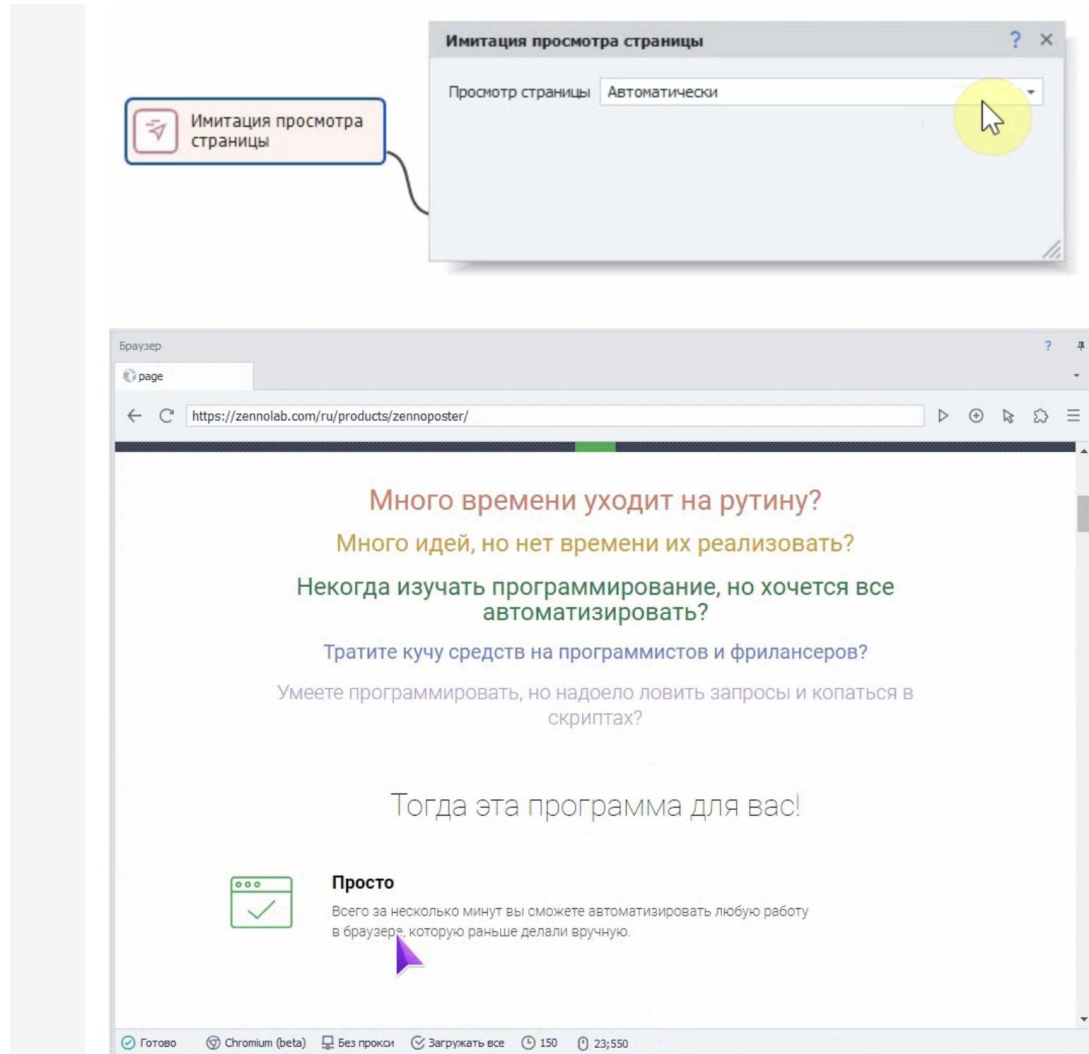 Имитация просмотра страницы
?
Просмотр страницы Автоматически
Имитация просмотра
страницы
Браузер
page
https://zennolab.com/ru/products/zennoposter/
Много времени уходит на рутину?
Много идей, но нет времени их реализовать?
Некогда изучать программирование, но хочется все
автоматизировать?
Тратите кучу средств на программистов и фрилансеров?
Умеете программировать, но надоело ловить запросы и копаться в
скриптах?
Тогда эта программа для вас!
Просто
Всего за несколько минут вы сможете автоматизировать любую работу
в браузере, которую раньше делали вручную.
Готово Chromium (beta) Без прокси Загружать все 150 23;550